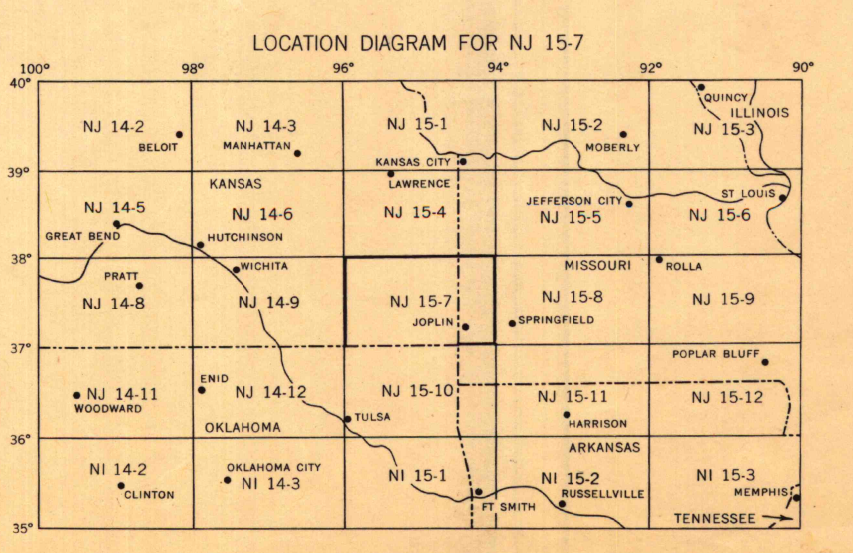 LOCATION DIAGRAM FOR NJ 15-7
100° 98° 96° 94° 92° 90°
40°
QUINCY
ILLINOIS
NJ 14-2 NJ 14-3 NJ 15-1 NJ 15-2 NJ 15-3
BELOIT MANHATTAN MOBERLY
KANSAS CITY
39°
KANSAS LAWRENCE ST LOUIS
JEFFERSON CITY
NJ 14-5 NJ 14-6 NJ 15-4 NJ 15-5 NJ 15-6
GREAT BEND HUTCHINSON
38°
WICHITA MISSOURI ROLLA
PRATT
NJ 14-8 NJ 14-9 NJ 15-7 NJ 15-8 NJ 15-9
JOPLIN SPRINGFIELD
37°
POPLAR BLUFF
ENID
NJ 14-11 NJ 14-12 NJ 15-10 NJ 15-11 NJ 15-12
WOODWARD TULSA
HARRISON
OKLAHOMA
36°
ARKANSAS
OKLAHOMA CITY
NI 14-2 NI 14-3 NI 15-1 NI 15-2 NI 15-3
CLINTON RUSSELLVILLE MEMPHIS
FT SMITH
TENNESSEE
35°